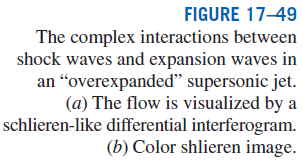 FIGURE 17–49
The complex interactions between
shock waves and expansion waves in
an “overexpanded” supersonic jet.
(a) The flow is visualized by a
schlieren-like differential interferogram.
(b) Color shlieren image.